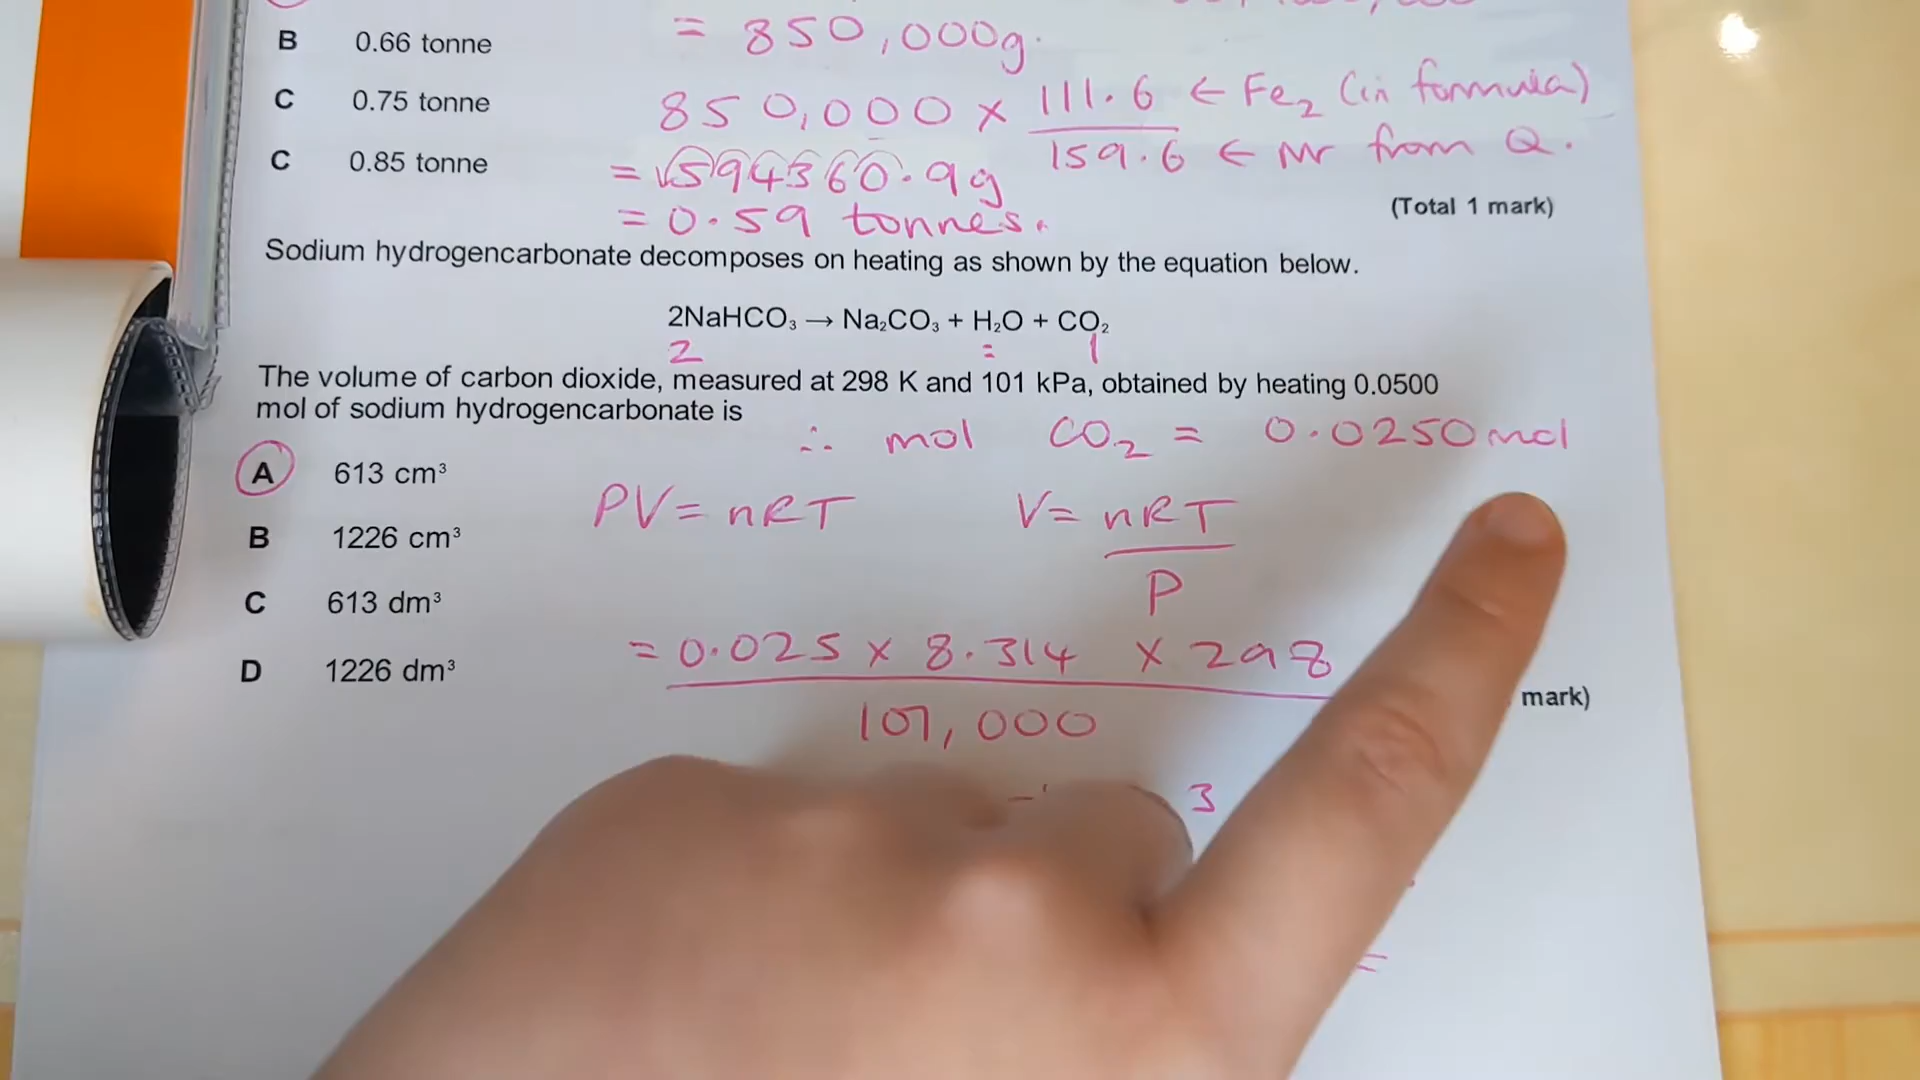 B 0.66 tonne = 850,000g.
C 0.75 tonne 850,000 × 111.6 ← Fe₂ (in formula)
159.6 ← Mr from Q.
C 0.85 tonne = 594360.9g
= 0.59 tonnes.
(Total 1 mark)
Sodium hydrogencarbonate decomposes on heating as shown by the equation below.
2NaHCO₃ → Na₂CO₃ + H₂O + CO₂
2 : 1
The volume of carbon dioxide, measured at 298 K and 101 kPa, obtained by heating 0.0500
mol of sodium hydrogencarbonate is
∴ mol CO₂ = 0.0250mol
A 613 cm³
PV = nRT V = nRT
P
B 1226 cm³
C 613 dm³
= 0.025 × 8.314 × 298
101,000
D 1226 dm³
mark)
3
=